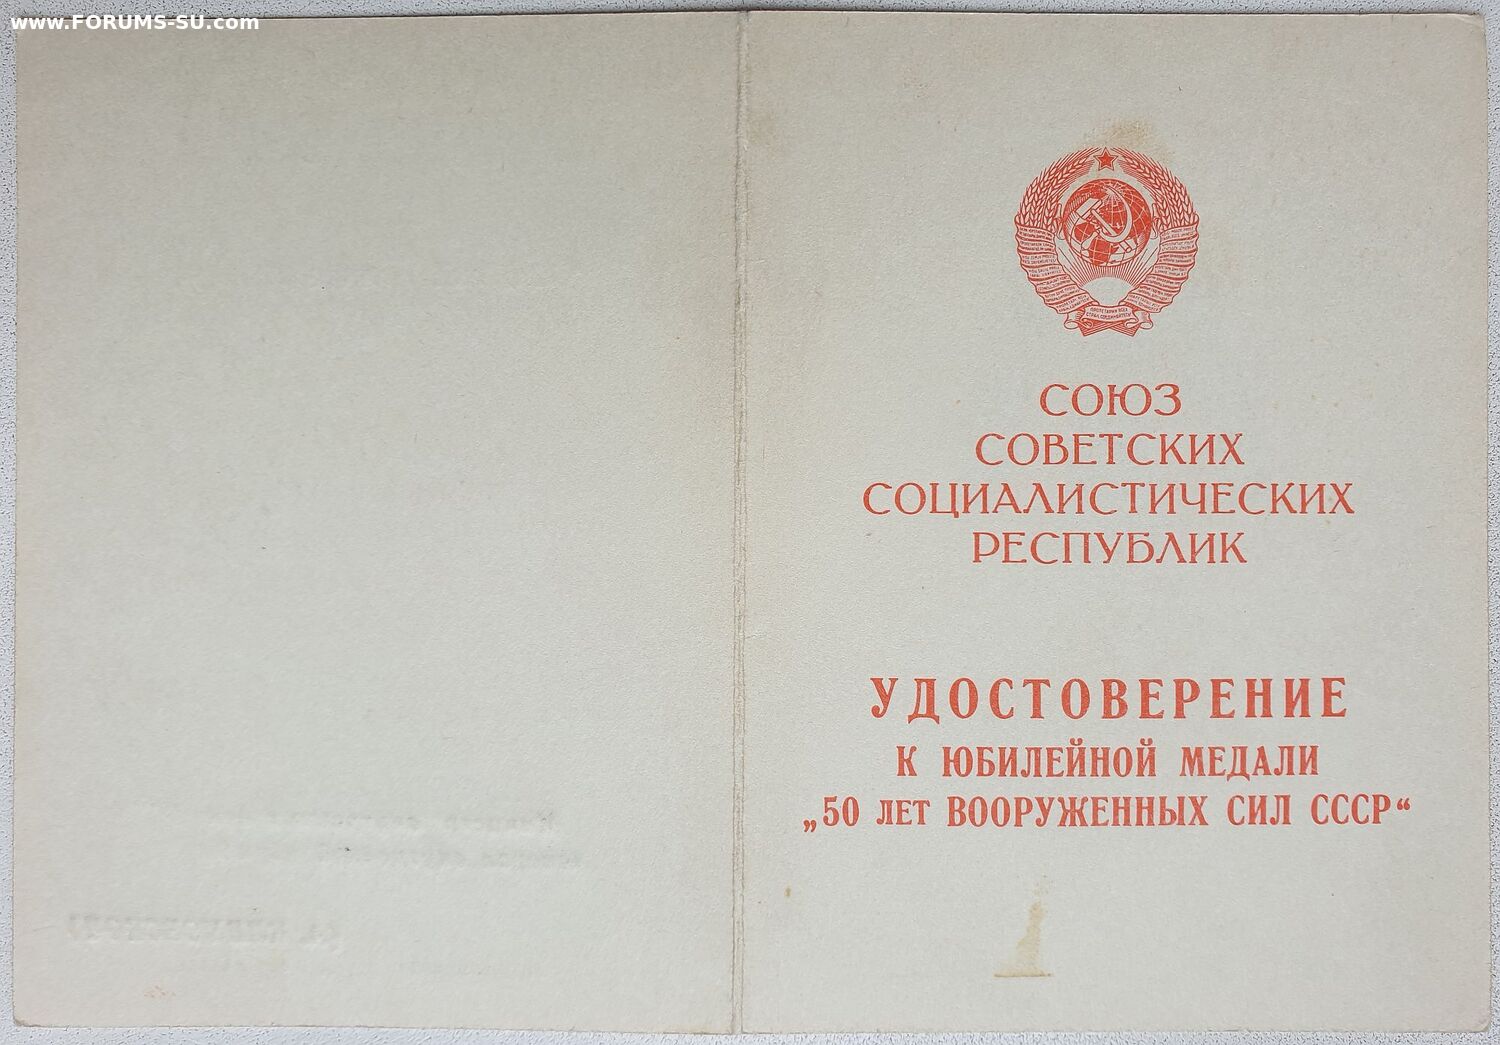 www.FORUMS-SU.com
СОЮЗ
СОВЕТСКИХ
СОЦИАЛИСТИЧЕСКИХ
РЕСПУБЛИК
УДОСТОВЕРЕНИЕ
К ЮБИЛЕЙНОЙ МЕДАЛИ
„50 ЛЕТ ВООРУЖЕННЫХ СИЛ СССР“